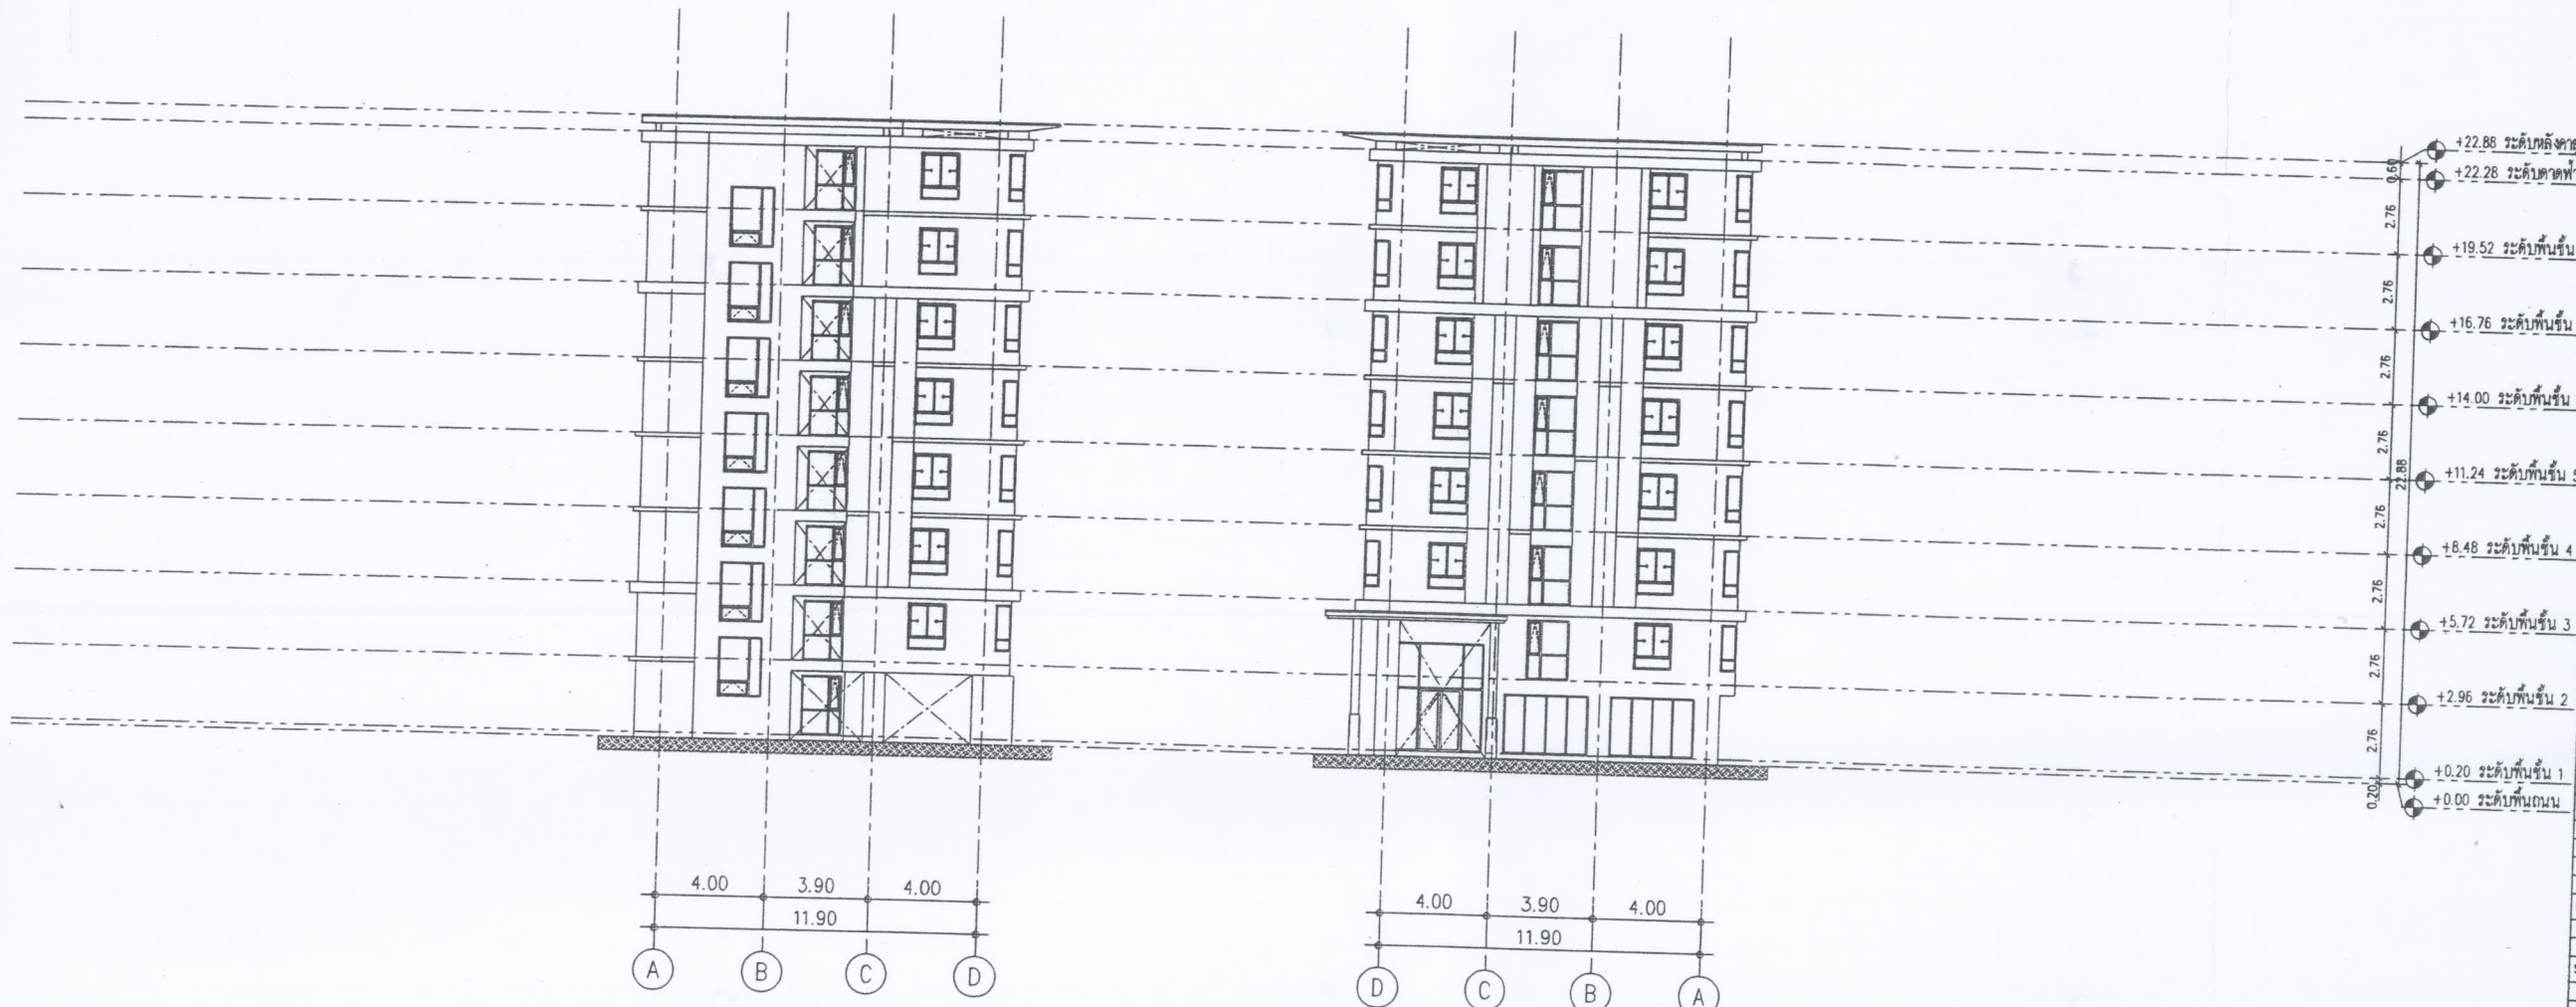 +22.88 ระดับหลังคา
+22.28 ระดับดาดฟ้า
+19.52 ระดับพื้นชั้น
+16.76 ระดับพื้นชั้น
+14.00 ระดับพื้นชั้น
+11.24 ระดับพื้นชั้น 5
+8.48 ระดับพื้นชั้น 4
+5.72 ระดับพื้นชั้น 3
+2.96 ระดับพื้นชั้น 2
+0.20 ระดับพื้นชั้น 1
+0.00 ระดับพื้นถนน
0.60
2.76
2.76
2.76
2.76
2.76
2.76
2.76
2.76
0.20
22.88
4.00 3.90 4.00
11.90
A B C D
4.00 3.90 4.00
11.90
D C B A